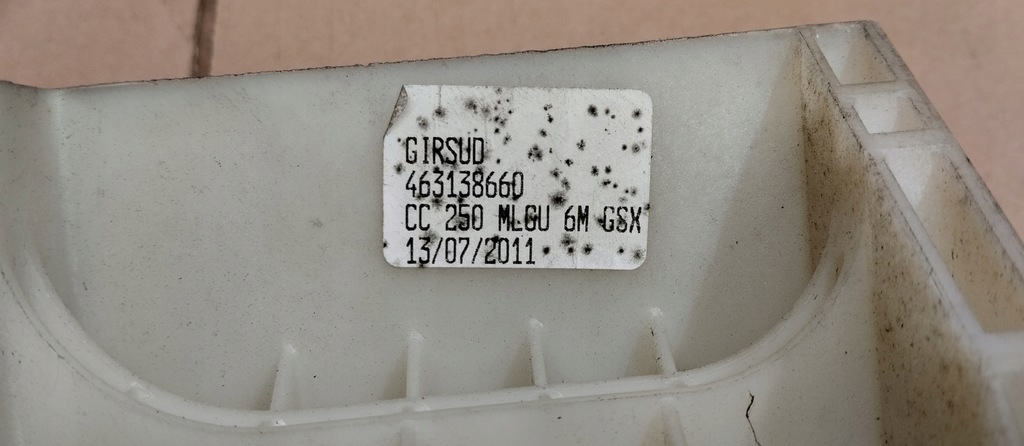 GIRSUD
463138660
CC 250 MLGU 6M GSX
13/07/2011